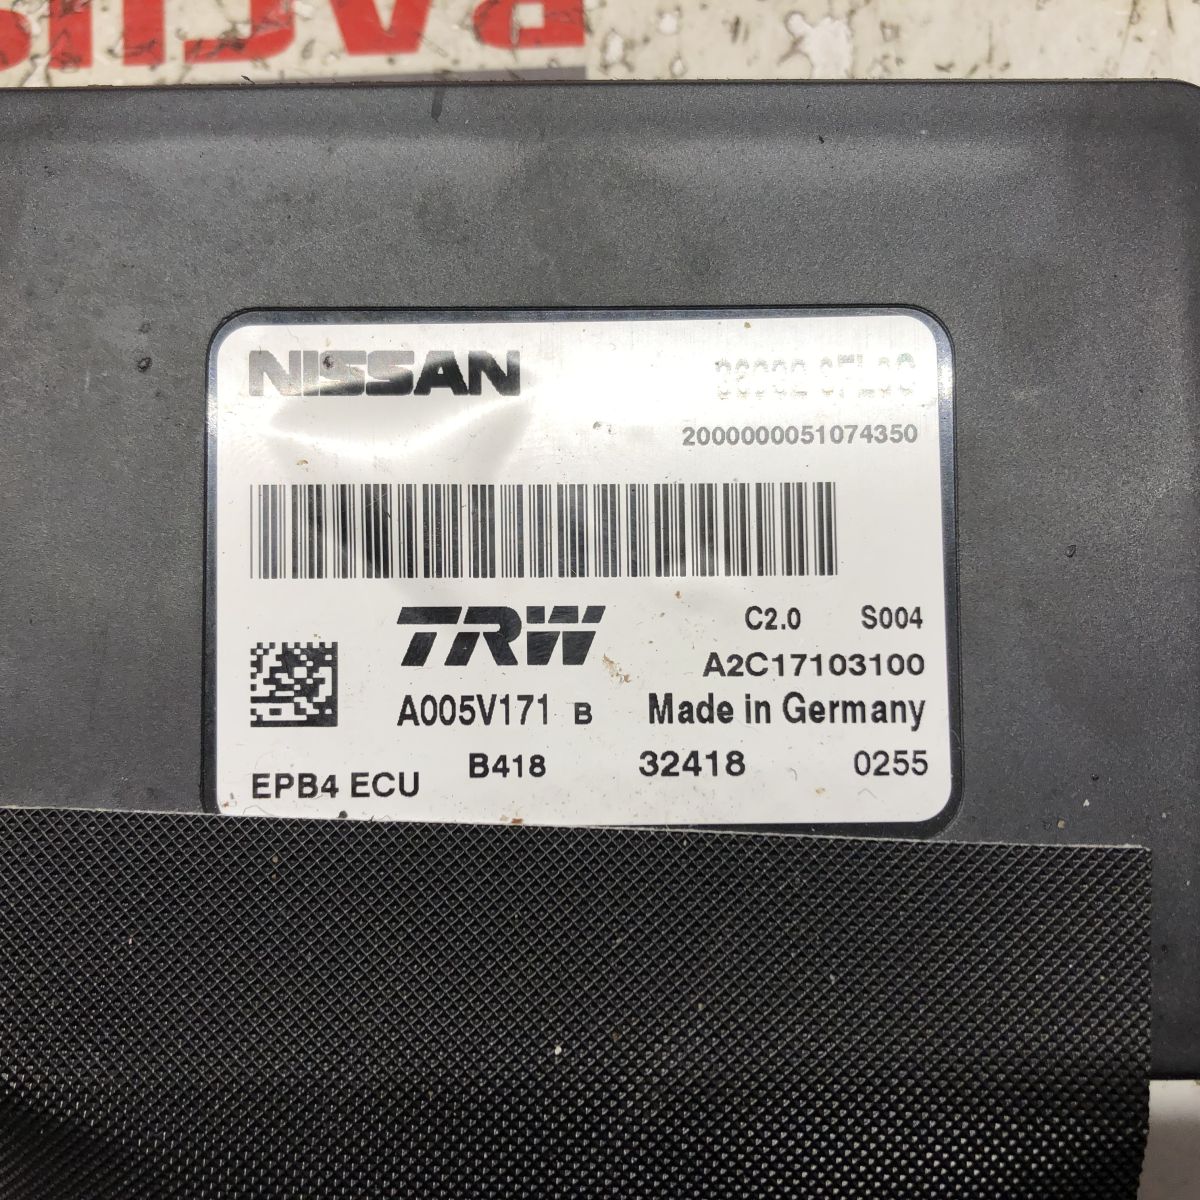 NISSAN
2000000051074350
TRW
C2.0 S004
A2C17103100
A005V171 B Made in Germany
EPB4 ECU B418 32418 0255